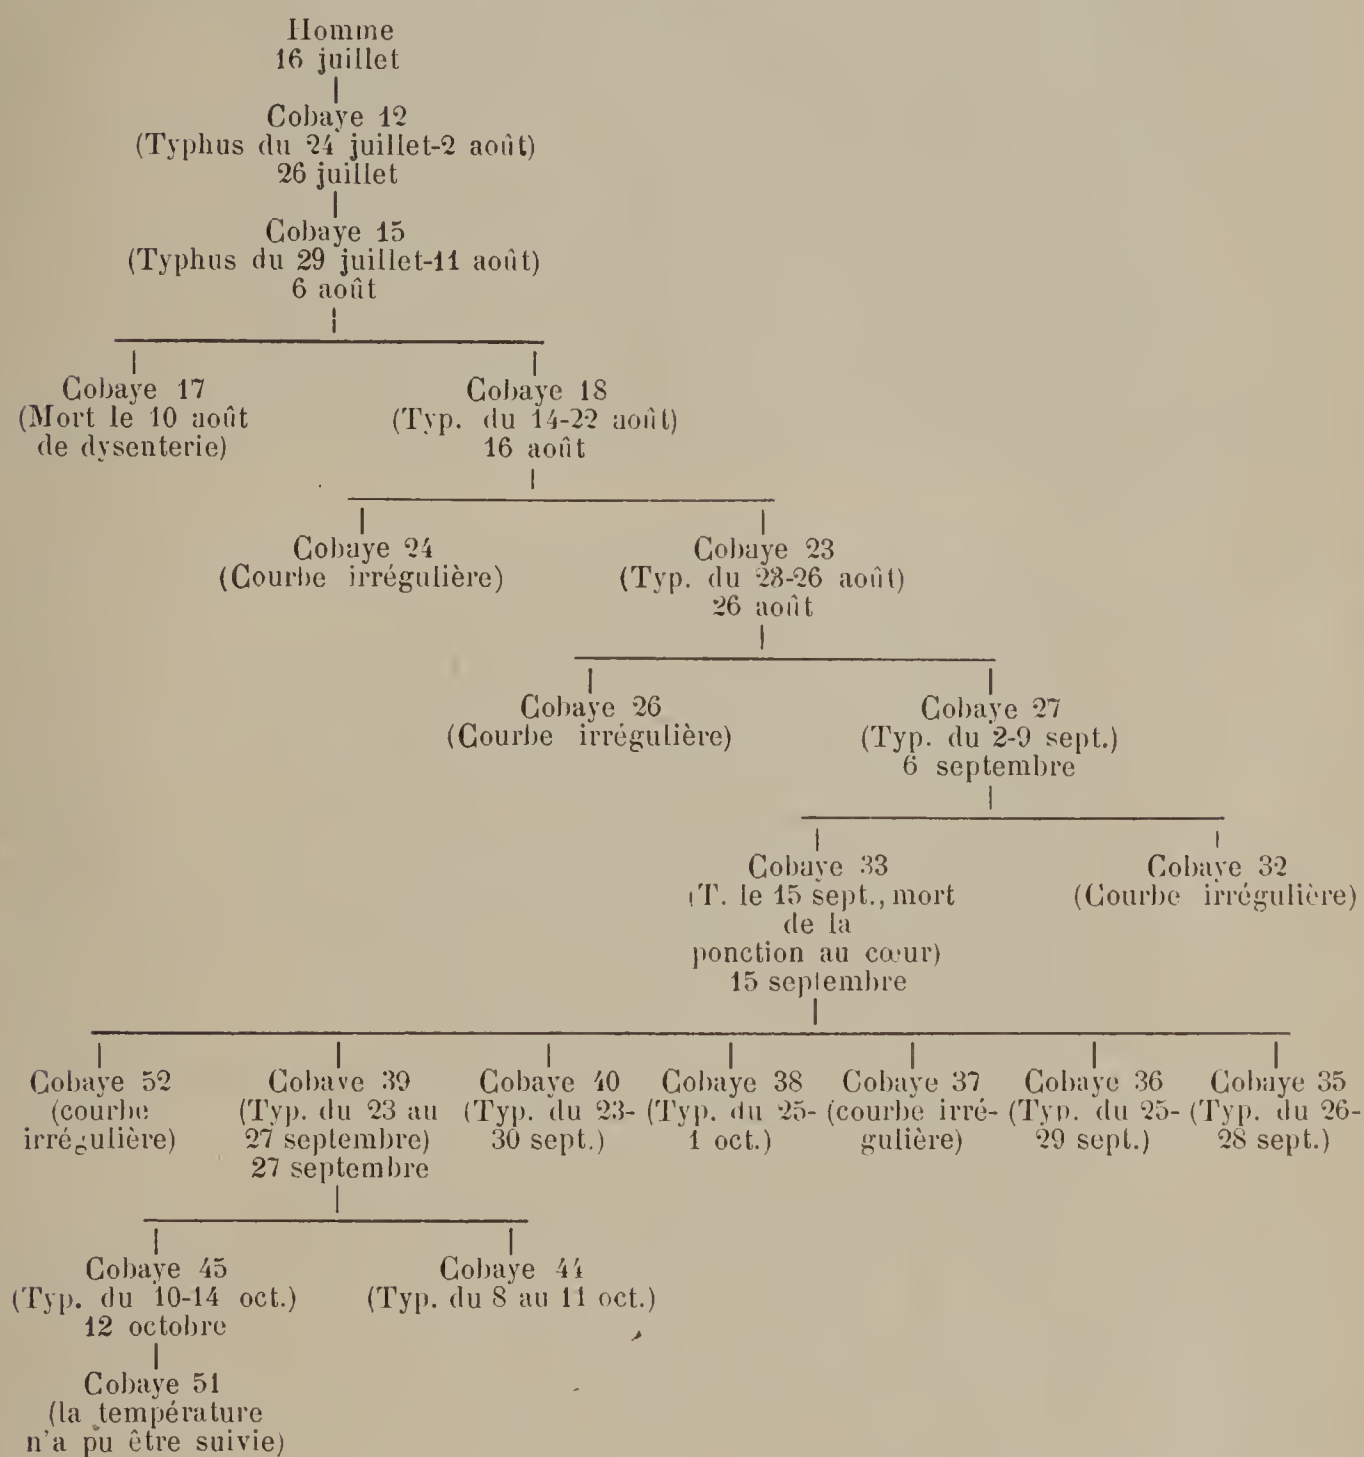 Homme
16 juillet
Cobaye 12
(Typhus du 24 juillet-2 août)
26 juillet
Cobaye 15
(Typhus du 29 juillet-11 août)
6 août
Cobaye 17
(Mort le 10 août
de dysenterie)
Cobaye 18
(Typ. du 14-22 août)
16 août
Cobaye 24
(Courbe irrégulière)
Cobaye 23
(Typ. du 23-26 août)
26 août
Cobaye 26
(Courbe irrégulière)
Cobaye 27
(Typ. du 2-9 sept.)
6 septembre
Cobaye 33
(T. le 15 sept., mort
de la
ponction au cœur)
15 septembre
Cobaye 32
(Courbe irrégulière)
Cobaye 52
(courbe
irrégulière)
Cobaye 39
(Typ. du 23 au
27 septembre)
27 septembre
Cobaye 40
(Typ. du 23-
30 sept.)
Cobaye 38
(Typ. du 25-
1 oct.)
Cobaye 37
(courbe irré-
gulière)
Cobaye 36
(Typ. du 25-
29 sept.)
Cobaye 35
(Typ. du 26-
28 sept.)
Cobaye 45
(Typ. du 10-14 oct.)
12 octobre
Cobaye 44
(Typ. du 8 au 11 oct.)
Cobaye 51
(la température
n'a pu être suivie)